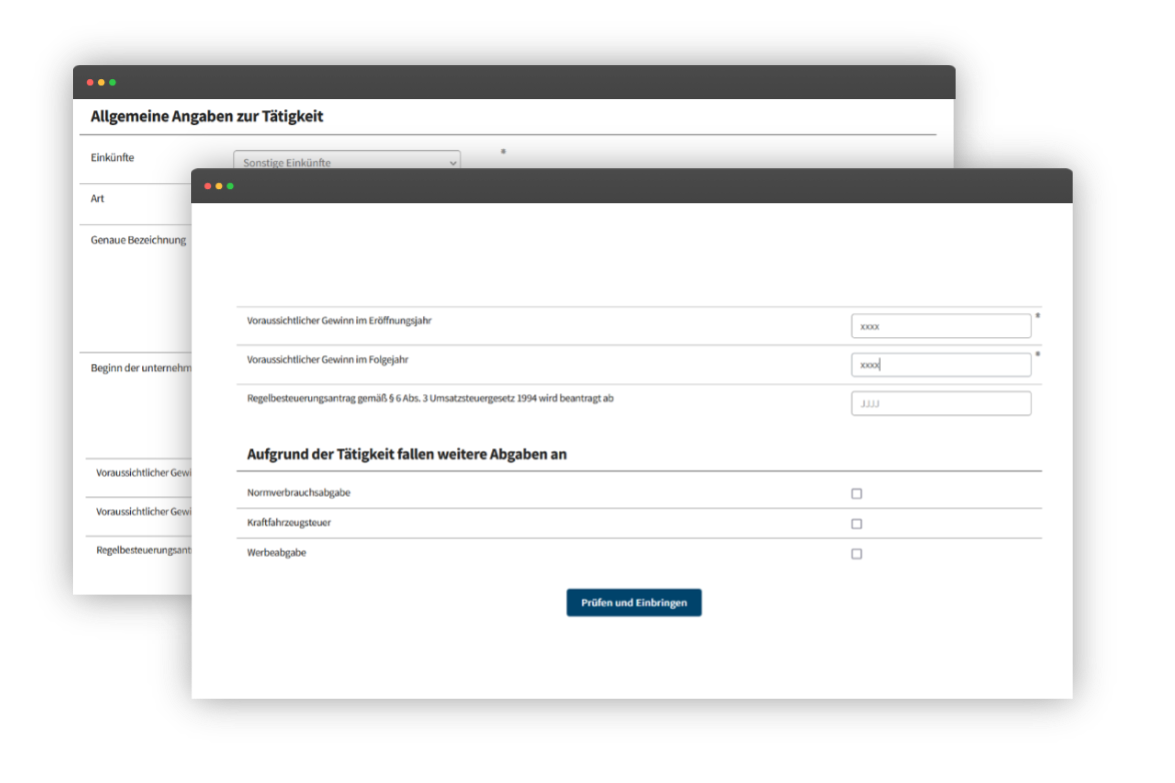 Allgemeine Angaben zur Tätigkeit
Einkünfte
Sonstige Einkünfte
*
Art
Genaue Bezeichnung
Beginn der unternehm
Voraussichtlicher Gewi
Voraussichtlicher Gewi
Regelbesteuerungsant
Voraussichtlicher Gewinn im Eröffnungsjahr
xxxx
*
Voraussichtlicher Gewinn im Folgejahr
xxxx
*
Regelbesteuerungsantrag gemäß § 6 Abs. 3 Umsatzsteuergesetz 1994 wird beantragt ab
JJJJ
Aufgrund der Tätigkeit fallen weitere Abgaben an
Normverbrauchsabgabe
Kraftfahrzeugsteuer
Werbeabgabe
Prüfen und Einbringen